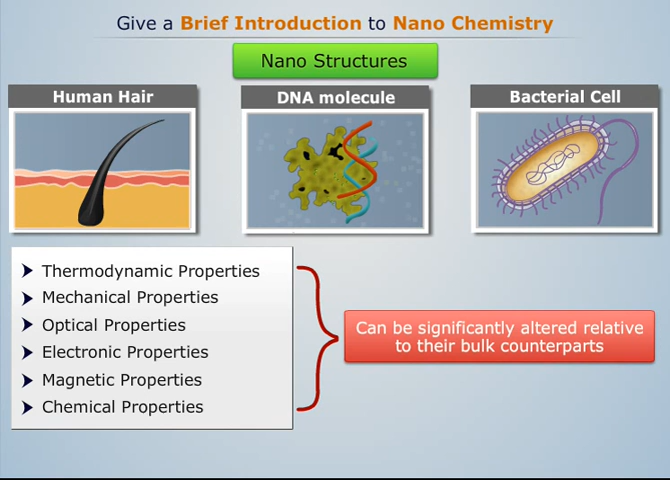 Give a Brief Introduction to Nano Chemistry
Nano Structures
Human Hair
DNA molecule
Bacterial Cell
Thermodynamic Properties
Mechanical Properties
Optical Properties
Electronic Properties
Magnetic Properties
Chemical Properties
Can be significantly altered relative
to their bulk counterparts